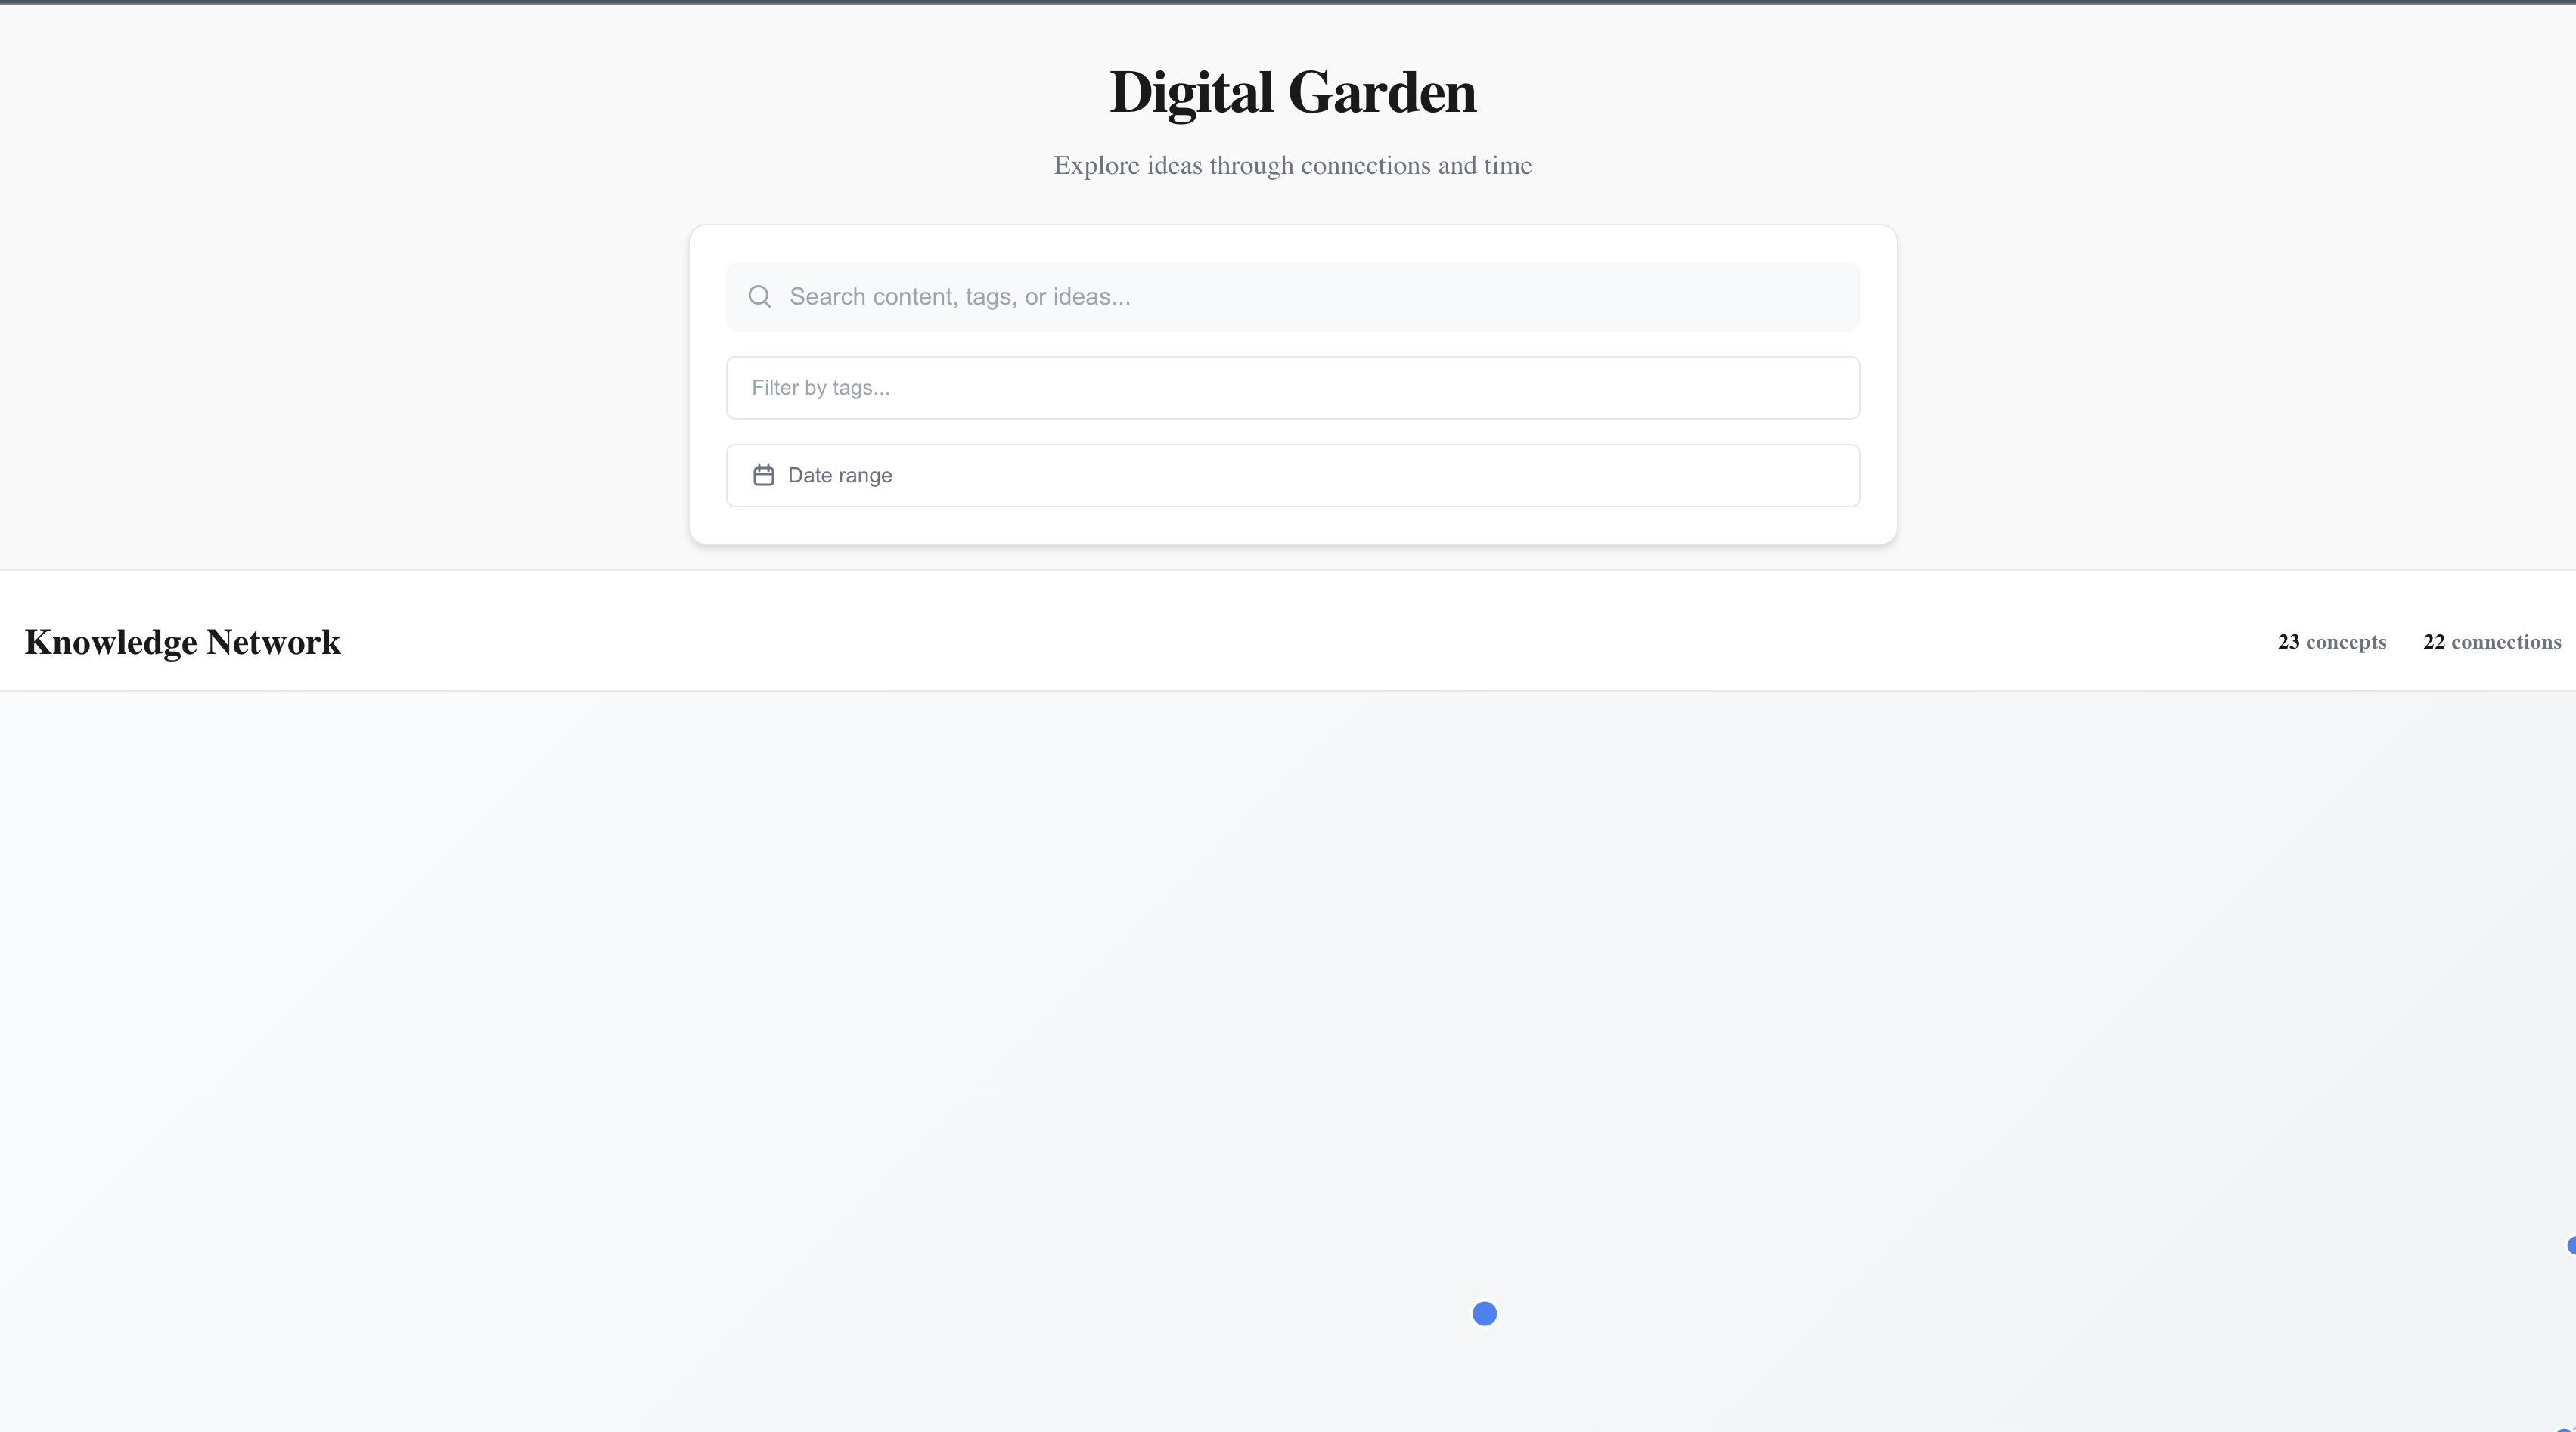 Digital Garden
Explore ideas through connections and time
Search content, tags, or ideas...
Filter by tags...
Date range
Knowledge Network
23 concepts 22 connections